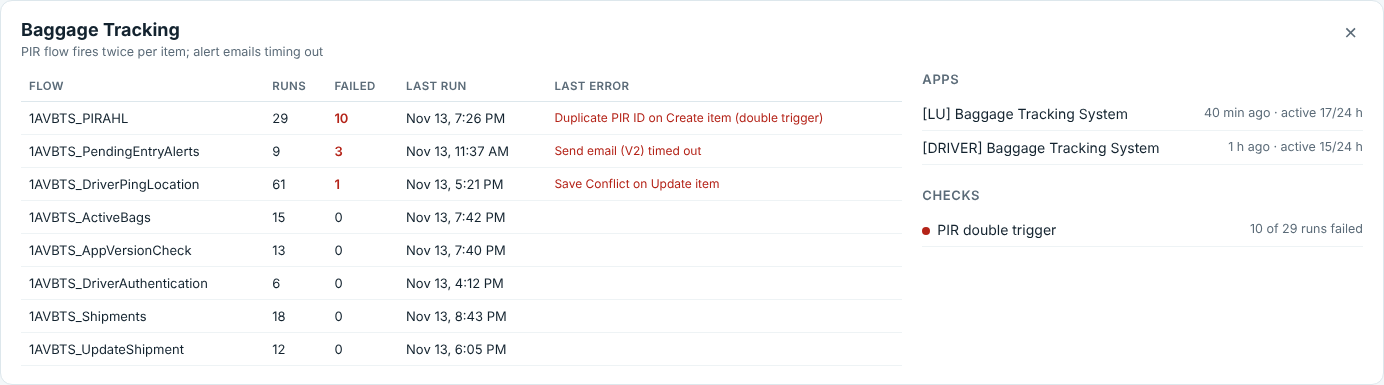 Baggage Tracking
PIR flow fires twice per item; alert emails timing out
FLOW RUNS FAILED LAST RUN LAST ERROR
1AVBTS_PIRAHL 29 10 Nov 13, 7:26 PM Duplicate PIR ID on Create item (double trigger)
1AVBTS_PendingEntryAlerts 9 3 Nov 13, 11:37 AM Send email (V2) timed out
1AVBTS_DriverPingLocation 61 1 Nov 13, 5:21 PM Save Conflict on Update item
1AVBTS_ActiveBags 15 0 Nov 13, 7:42 PM
1AVBTS_AppVersionCheck 13 0 Nov 13, 7:40 PM
1AVBTS_DriverAuthentication 6 0 Nov 13, 4:12 PM
1AVBTS_Shipments 18 0 Nov 13, 8:43 PM
1AVBTS_UpdateShipment 12 0 Nov 13, 6:05 PM
APPS
[LU] Baggage Tracking System 40 min ago · active 17/24 h
[DRIVER] Baggage Tracking System 1 h ago · active 15/24 h
CHECKS
PIR double trigger 10 of 29 runs failed